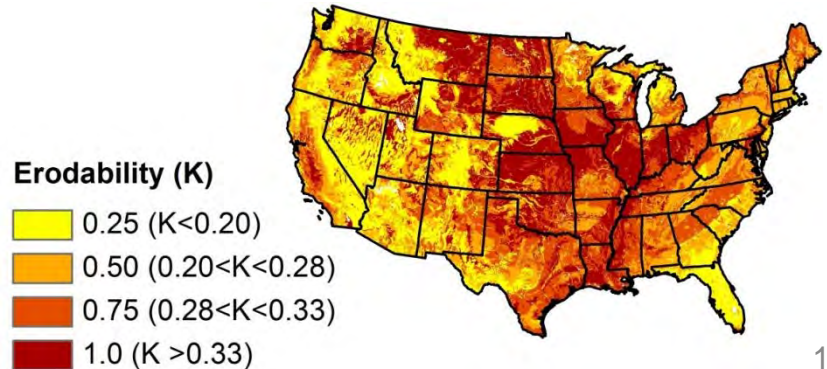 Erodability (K)
0.25 (K<0.20)
0.50 (0.20<K<0.28)
0.75 (0.28<K<0.33)
1.0 (K >0.33)
1